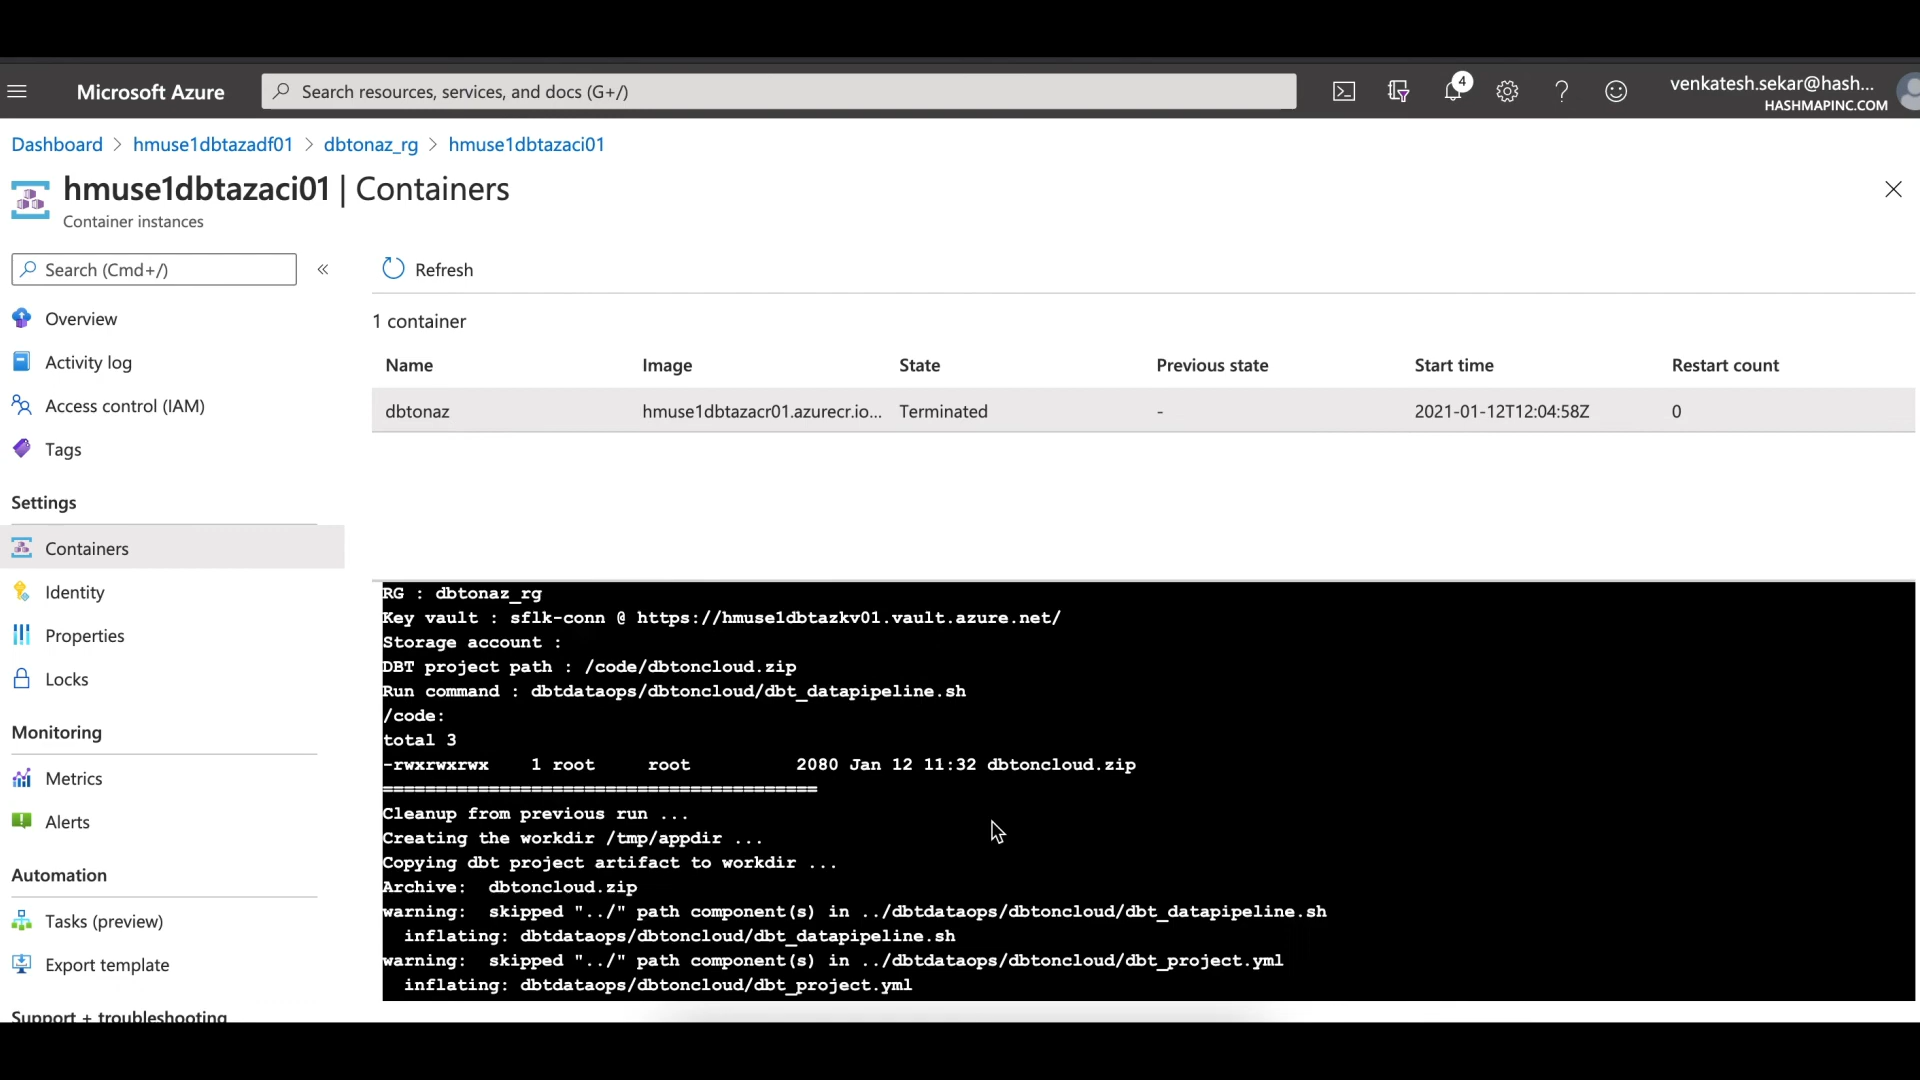 Microsoft Azure
Search resources, services, and docs (G+/)
4
venkatesh.sekar@hash...
HASHMAPINC.COM
Dashboard > hmuse1dbtazadf01 > dbtonaz_rg > hmuse1dbtazaci01
hmuse1dbtazaci01 | Containers
Container instances
Search (Cmd+/)
«
Refresh
Overview
Activity log
Access control (IAM)
Tags
Settings
Containers
Identity
Properties
Locks
Monitoring
Metrics
Alerts
Automation
Tasks (preview)
Export template
Support + troubleshooting
1 container
Name Image State Previous state Start time Restart count
dbtonaz hmuse1dbtazacr01.azurecr.io... Terminated - 2021-01-12T12:04:58Z 0
RG : dbtonaz_rg
Key vault : sflk-conn @ https://hmuse1dbtazkv01.vault.azure.net/
Storage account :
DBT project path : /code/dbtoncloud.zip
Run command : dbtdataops/dbtoncloud/dbt_datapipeline.sh
/code:
total 3
-rwxrwxrwx 1 root root 2080 Jan 12 11:32 dbtoncloud.zip
=========================================
Cleanup from previous run ...
Creating the workdir /tmp/appdir ...
Copying dbt project artifact to workdir ...
Archive: dbtoncloud.zip
warning: skipped "../" path component(s) in ../dbtdataops/dbtoncloud/dbt_datapipeline.sh
inflating: dbtdataops/dbtoncloud/dbt_datapipeline.sh
warning: skipped "../" path component(s) in ../dbtdataops/dbtoncloud/dbt_project.yml
inflating: dbtdataops/dbtoncloud/dbt_project.yml